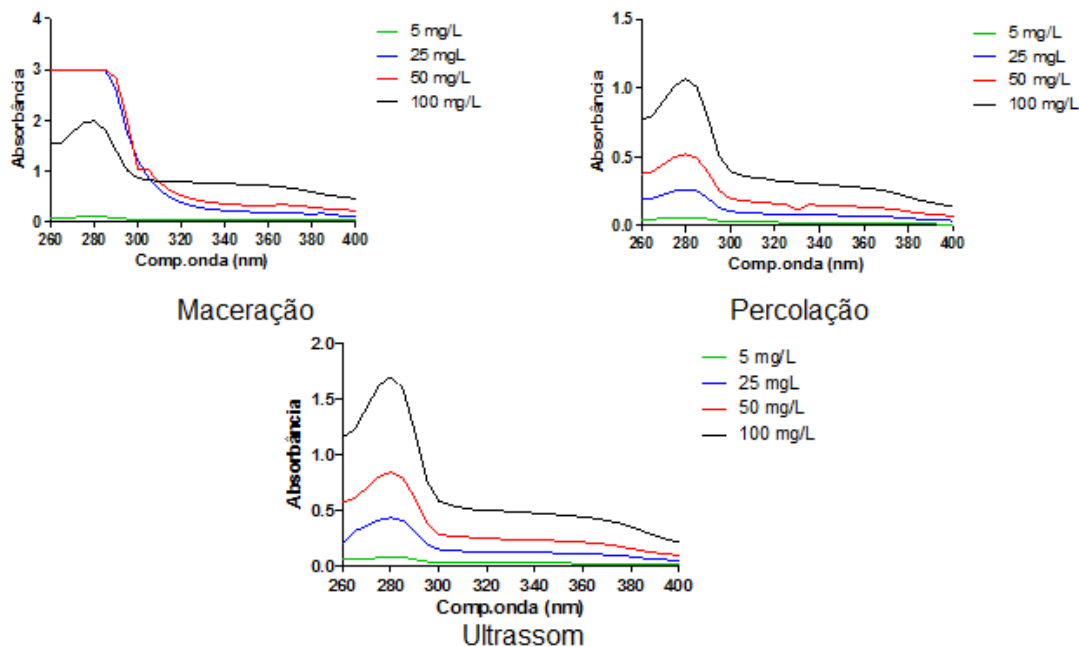 4
3
2
1
0
Absorbância
260 280 300 320 340 360 380 400
Comp.onda (nm)
5 mg/L
25 mgL
50 mg/L
100 mg/L
Maceração
1.5
1.0
0.5
0.0
Absorbância
260 280 300 320 340 360 380 400
Comp.onda (nm)
5 mg/L
25 mgL
50 mg/L
100 mg/L
Percolação
2.0
1.5
1.0
0.5
0.0
Absorbância
260 280 300 320 340 360 380 400
Comp.onda (nm)
5 mg/L
25 mgL
50 mg/L
100 mg/L
Ultrassom